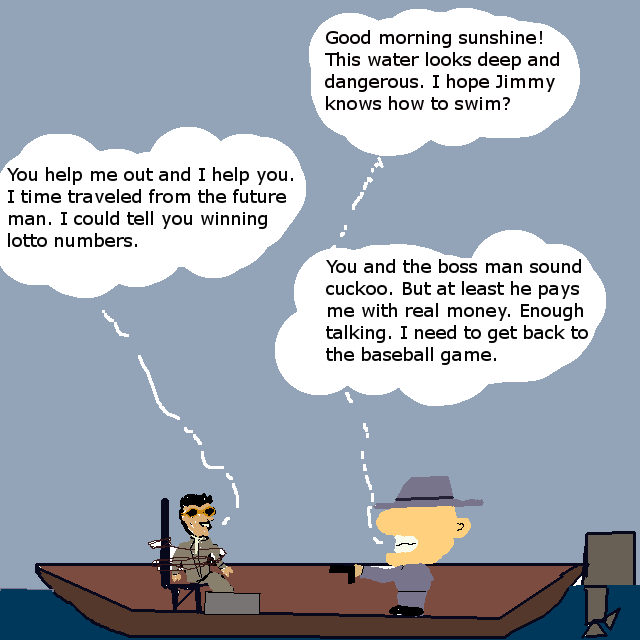 Good morning sunshine!
This water looks deep and
dangerous. I hope Jimmy
knows how to swim?
You help me out and I help you.
I time traveled from the future
man. I could tell you winning
lotto numbers.
You and the boss man sound
cuckoo. But at least he pays
me with real money. Enough
talking. I need to get back to
the baseball game.